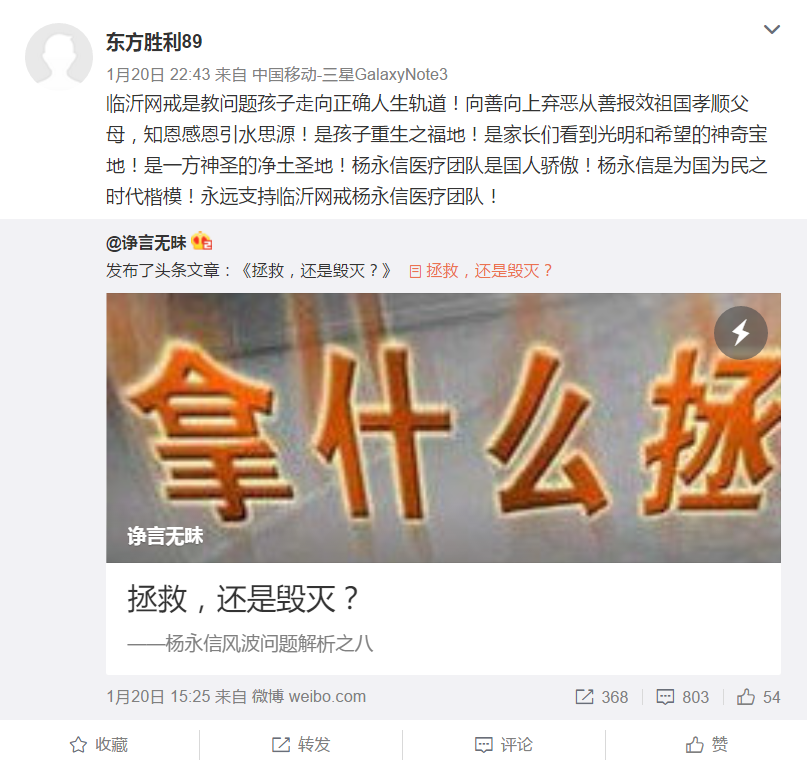 东方胜利89
1月20日 22:43 来自 中国移动-三星GalaxyNote3
临沂网戒是教问题孩子走向正确人生轨道！向善向上弃恶从善报效祖国孝顺父
母，知恩感恩引水思源！是孩子重生之福地！是家长们看到光明和希望的神奇宝
地！是一方神圣的净土圣地！杨永信医疗团队是国人骄傲！杨永信是为国为民之
时代楷模！永远支持临沂网戒杨永信医疗团队！
@诤言无昧
发布了头条文章：《拯救，还是毁灭？》 拯救，还是毁灭？
拿什么拯
诤言无昧
拯救，还是毁灭？
——杨永信风波问题解析之八
1月20日 15:25 来自 微博 weibo.com 368 803 54
收藏 转发 评论 赞